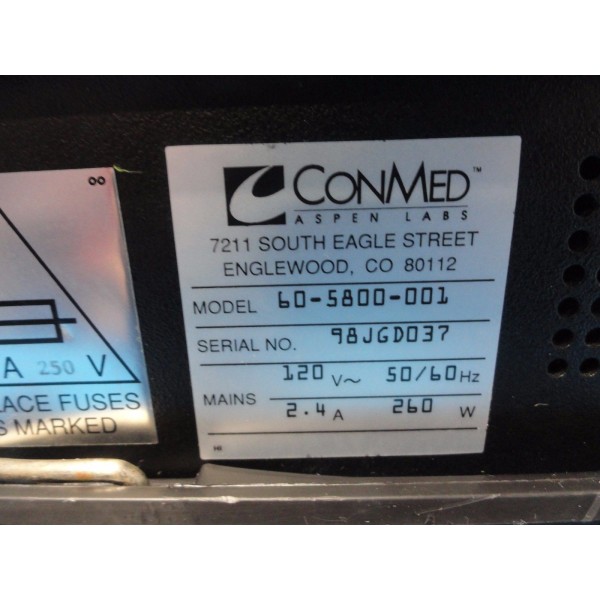 CONMED™
ASPEN LABS
7211 SOUTH EAGLE STREET
ENGLEWOOD, CO 80112
MODEL 60-5800-001
SERIAL NO. 98JGD037
MAINS 120 V~ 50/60 Hz
2.4 A 260 W
A 250 V
LACE FUSES
S MARKED